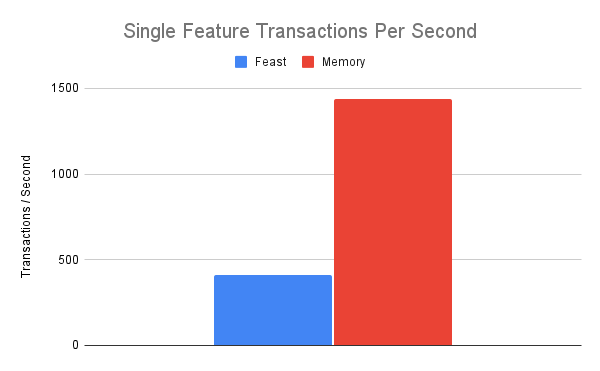 Single Feature Transactions Per Second
Feast Memory
1500
1000
500
0
Transactions / Second